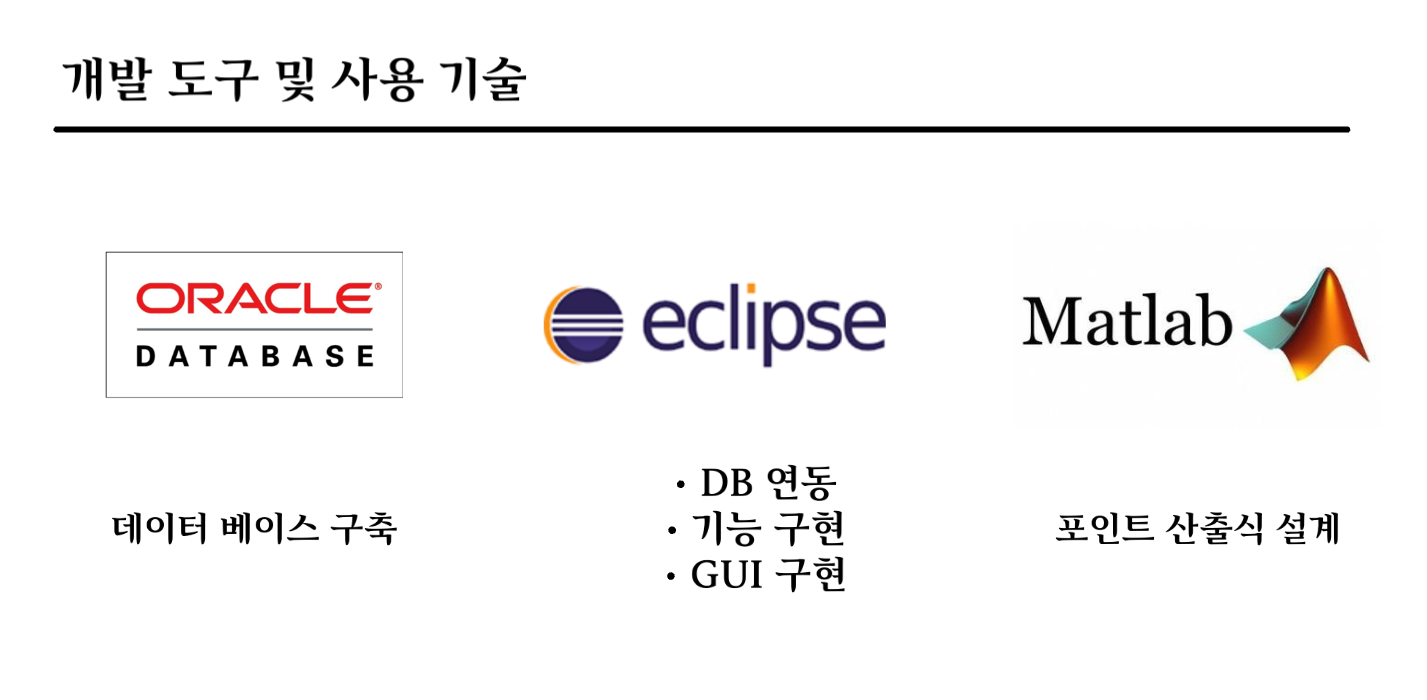 개발 도구 및 사용 기술
ORACLE®
DATABASE
eclipse
Matlab
데이터 베이스 구축
• DB 연동
• 기능 구현
• GUI 구현
포인트 산출식 설계